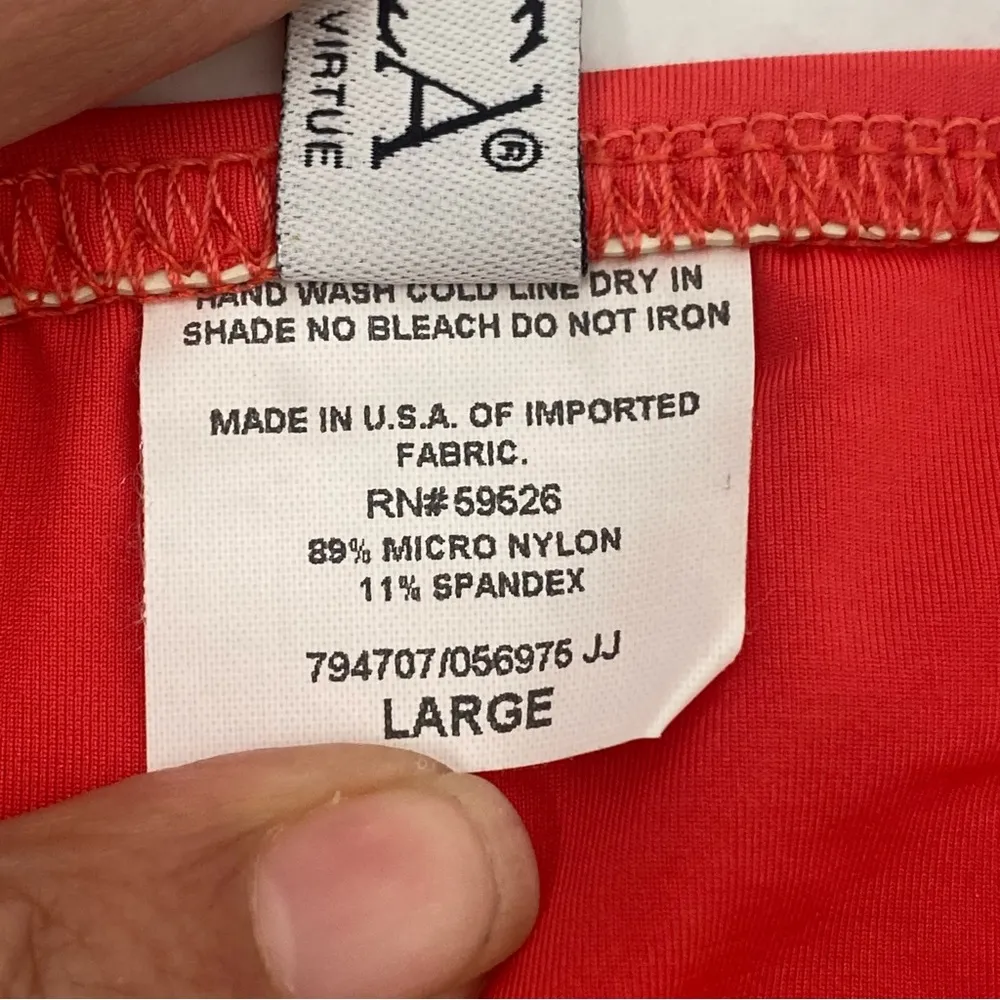 VIRTUE
A®
HAND WASH COLD LINE DRY IN
SHADE NO BLEACH DO NOT IRON
MADE IN U.S.A. OF IMPORTED
FABRIC.
RN#59526
89% MICRO NYLON
11% SPANDEX
794707/056975 JJ
LARGE